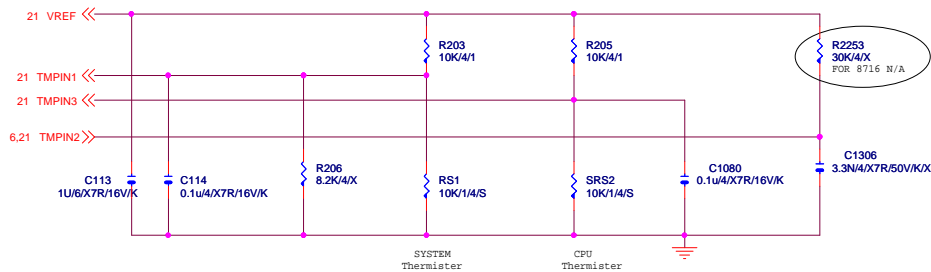 21 VREF
R203
10K/4/1
R205
10K/4/1
R2253
30K/4/X
FOR 8716 N/A
21 TMPIN1
21 TMPIN3
6,21 TMPIN2
C113
1U/6/X7R/16V/K
C114
0.1u/4/X7R/16V/K
R206
8.2K/4/X
RS1
10K/1/4/S
SRS2
10K/1/4/S
C1080
0.1u/4/X7R/16V/K
C1306
3.3N/4/X7R/50V/K/X
SYSTEM
Thermister
CPU
Thermister